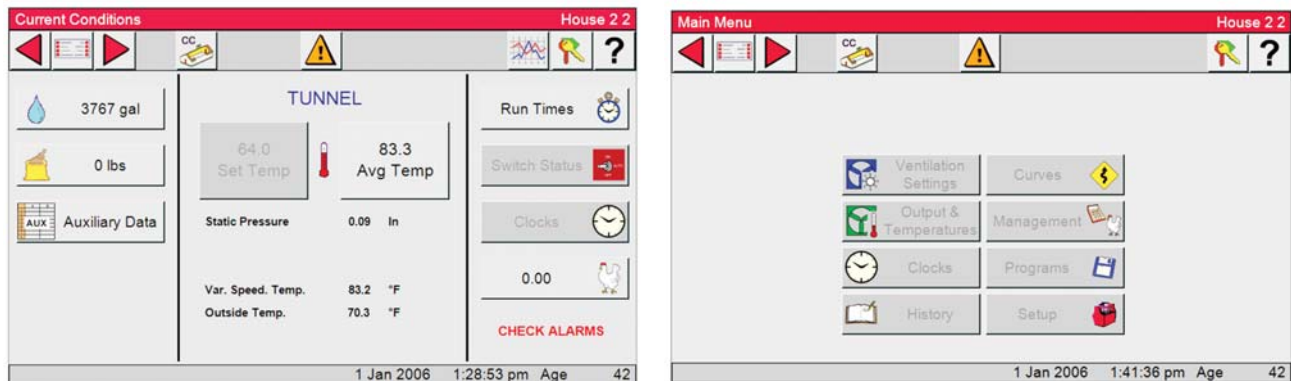 Current Conditions House 2 2
CC
?
3767 gal
0 lbs
AUX Auxiliary Data
TUNNEL
64.0
Set Temp
83.3
Avg Temp
Static Pressure 0.09 In
Var. Speed. Temp. 83.2 °F
Outside Temp. 70.3 °F
Run Times
Switch Status
Clocks
0.00
CHECK ALARMS
1 Jan 2006 1:28:53 pm Age 42
Main Menu House 2 2
CC
?
Ventilation
Settings
Curves
Output &
Temperatures
Management
Clocks
Programs
History
Setup
1 Jan 2006 1:41:36 pm Age 42